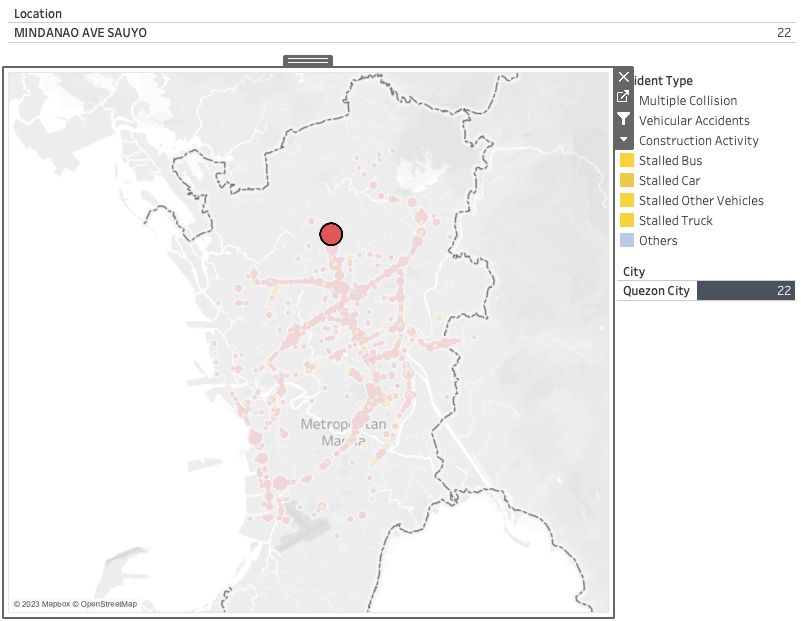 Location
MINDANAO AVE SAUYO 22
ident Type
Multiple Collision
Vehicular Accidents
Construction Activity
Stalled Bus
Stalled Car
Stalled Other Vehicles
Stalled Truck
Others
City
Quezon City 22
Metropolitan
Manila
© 2023 Mapbox © OpenStreetMap